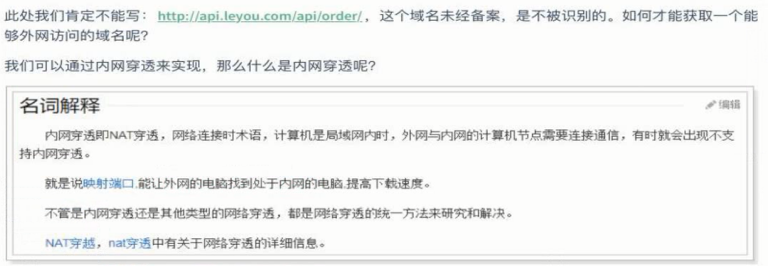 此处我们肯定不能写：http://api.leyou.com/api/order/，这个域名未经备案，是不被识别的。如何才能获取一个能
够外网访问的域名呢？
我们可以通过内网穿透来实现，那么什么是内网穿透呢？
名词解释
编辑
内网穿透即NAT穿透，网络连接时术语，计算机是局域网内时，外网与内网的计算机节点需要连接通信，有时就会出现不支
持内网穿透。
就是说映射端口.能让外网的电脑找到处于内网的电脑.提高下载速度。
不管是内网穿透还是其他类型的网络穿透，都是网络穿透的统一方法来研究和解决。
NAT穿越，nat穿透中有关于网络穿透的详细信息。